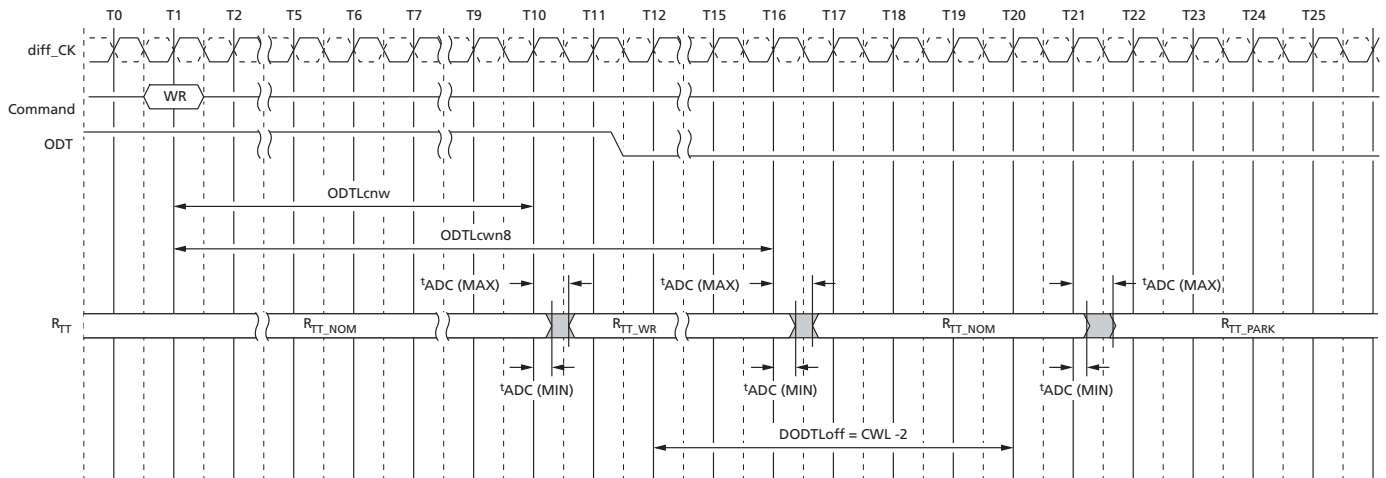 T0 T1 T2 T5 T6 T7 T9 T10 T11 T12 T15 T16 T17 T18 T19 T20 T21 T22 T23 T24 T25
diff_CK
WR
Command
ODT
ODTLcnw
ODTLcwn8
tADC (MAX) tADC (MAX) tADC (MAX)
RTT RTT_NOM RTT_WR RTT_NOM RTT_PARK
tADC (MIN) tADC (MIN) tADC (MIN)
DODTLoff = CWL -2